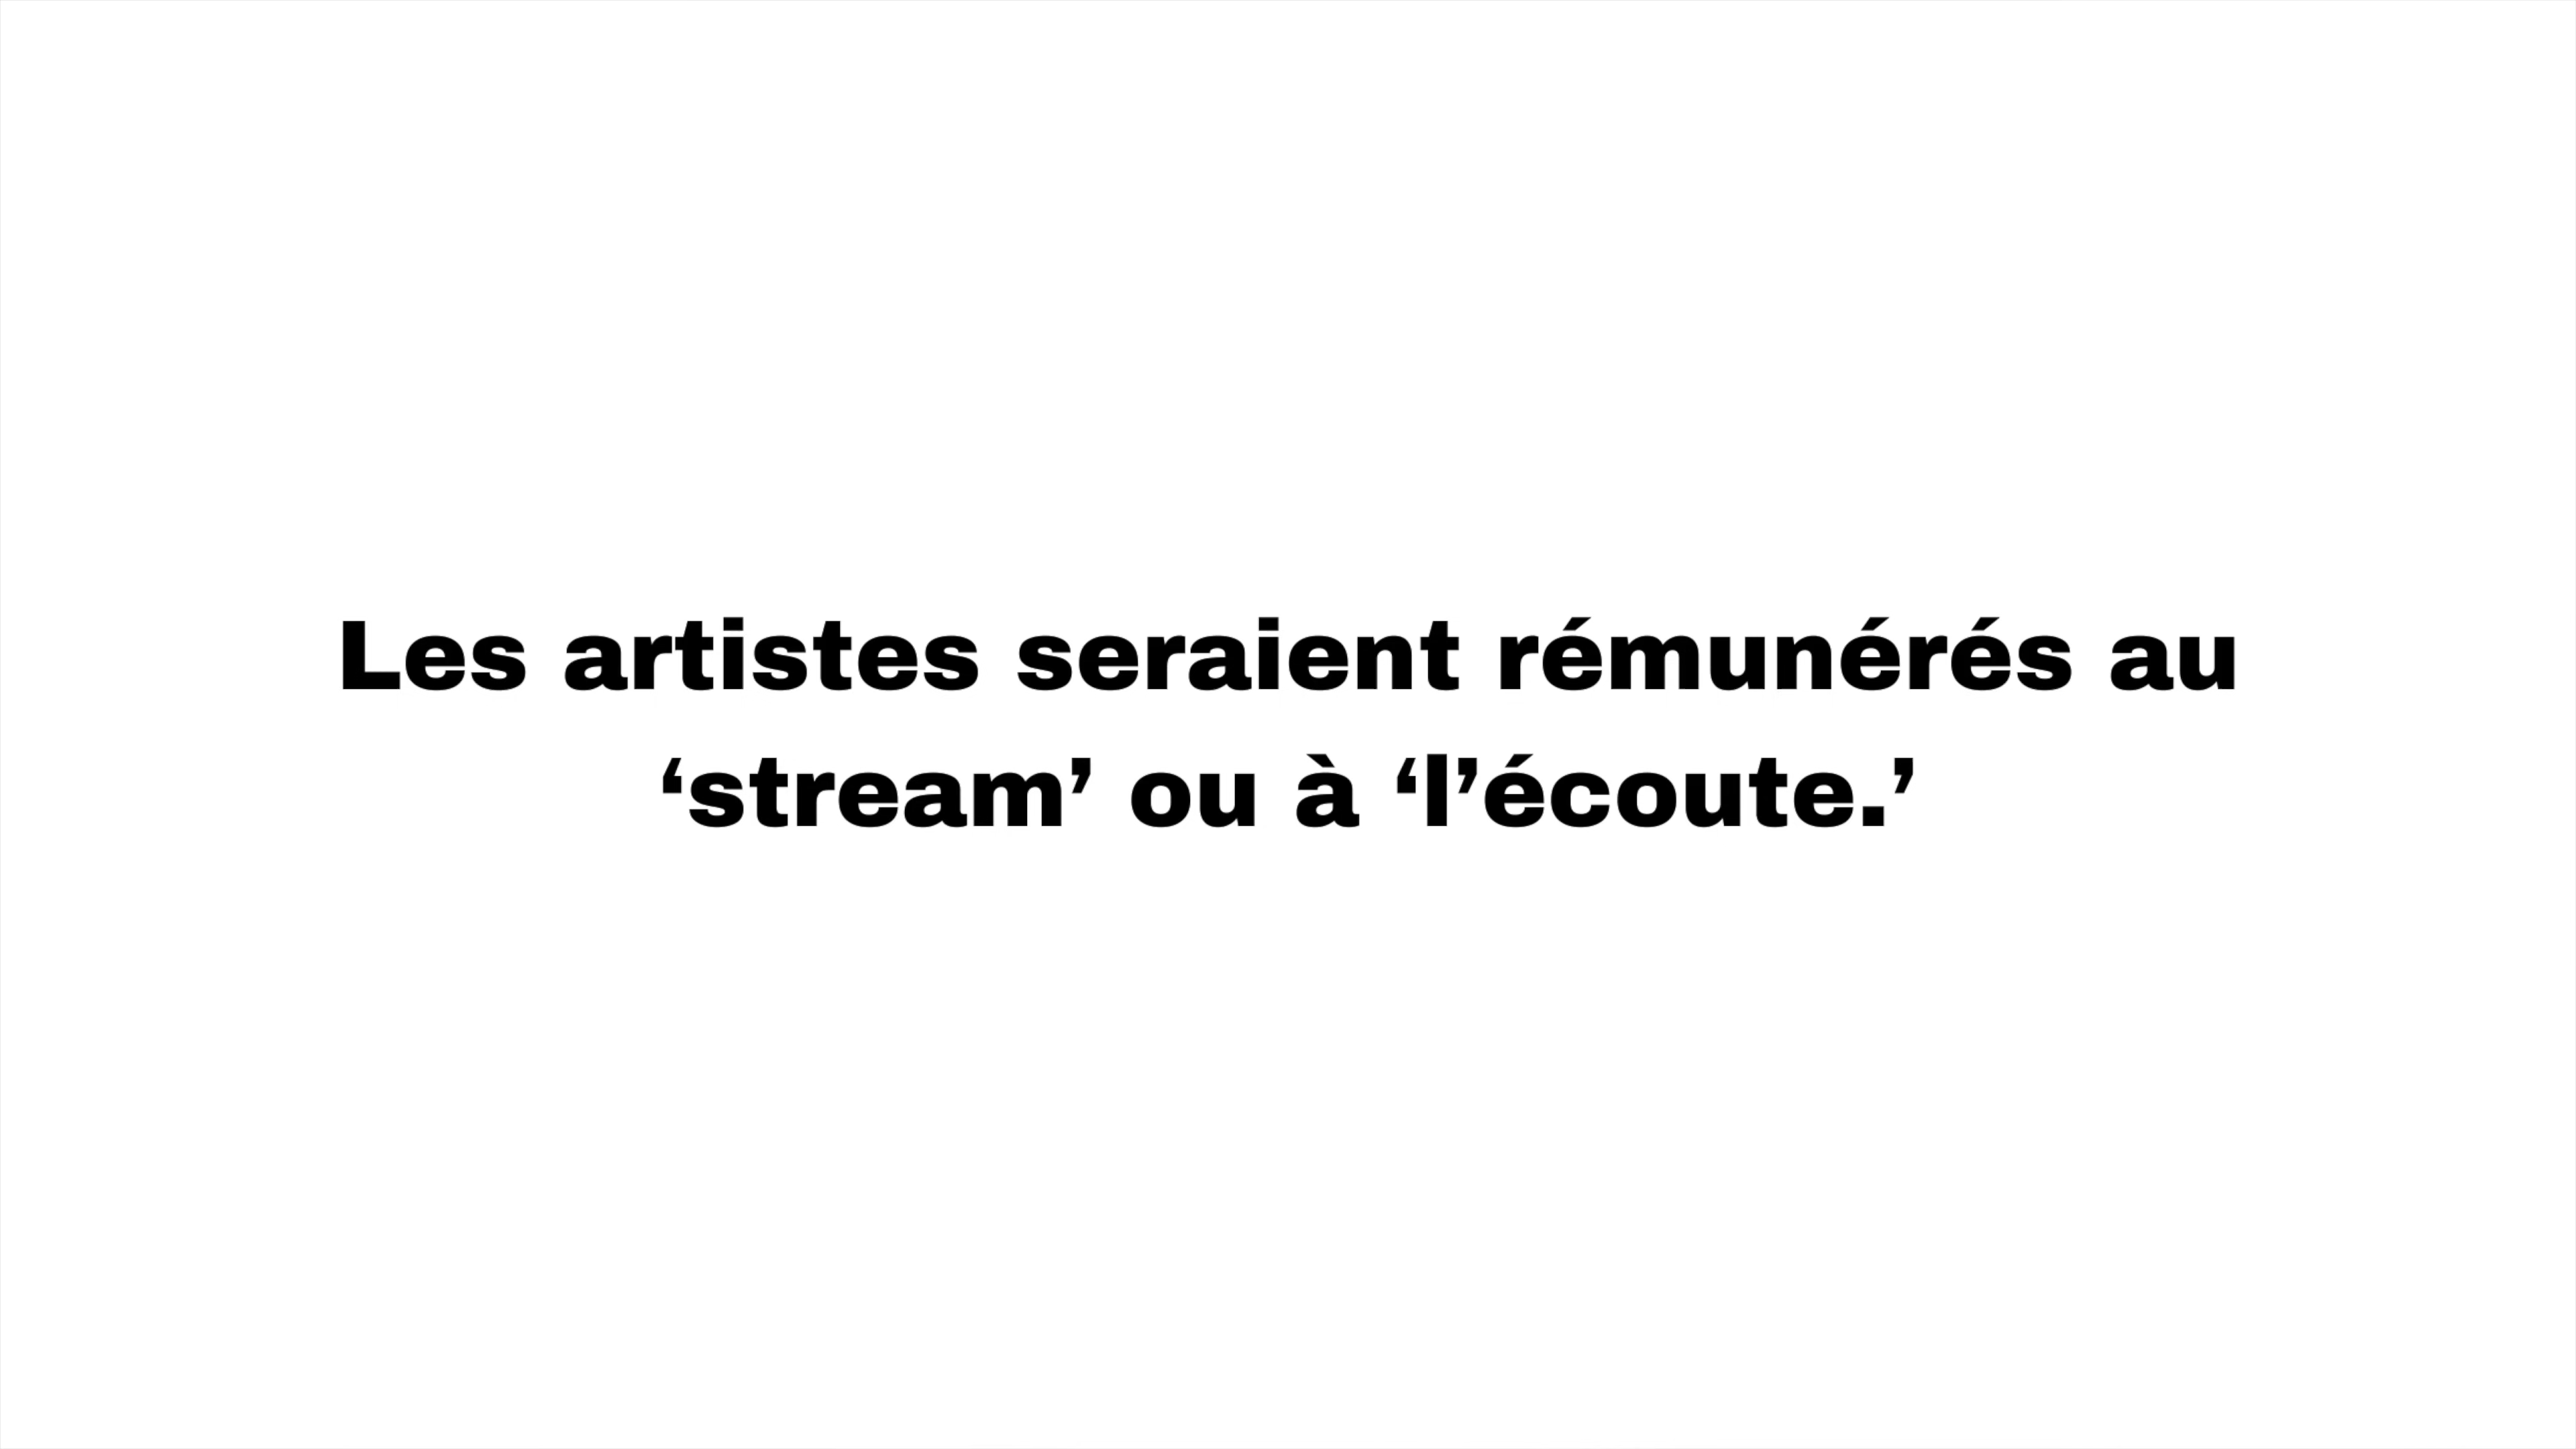 Les artistes seraient rémunérés au
‘stream’ ou à ‘l’écoute.’